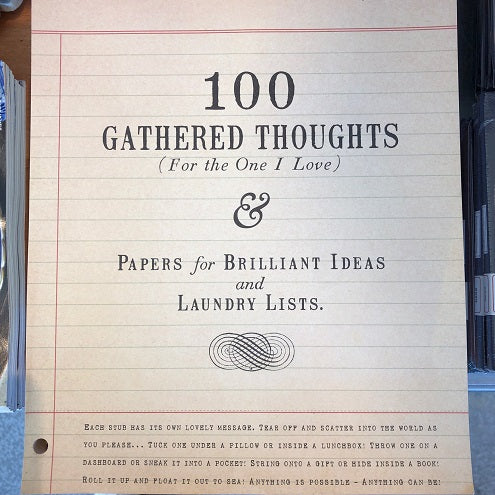 100
GATHERED THOUGHTS
(For the One I Love)
&
PAPERS for BRILLIANT IDEAS
and
LAUNDRY LISTS.
EACH STUB HAS ITS OWN LOVELY MESSAGE. TEAR OFF AND SCATTER INTO THE WORLD AS
YOU PLEASE... TUCK ONE UNDER A PILLOW OR INSIDE A LUNCHBOX! THROW ONE ON A
DASHBOARD OR SNEAK IT INTO A POCKET! STRING ONTO A GIFT OR HIDE INSIDE A BOOK!
ROLL IT UP AND FLOAT IT OUT TO SEA! ANYTHING IS POSSIBLE - ANYTHING CAN BE!